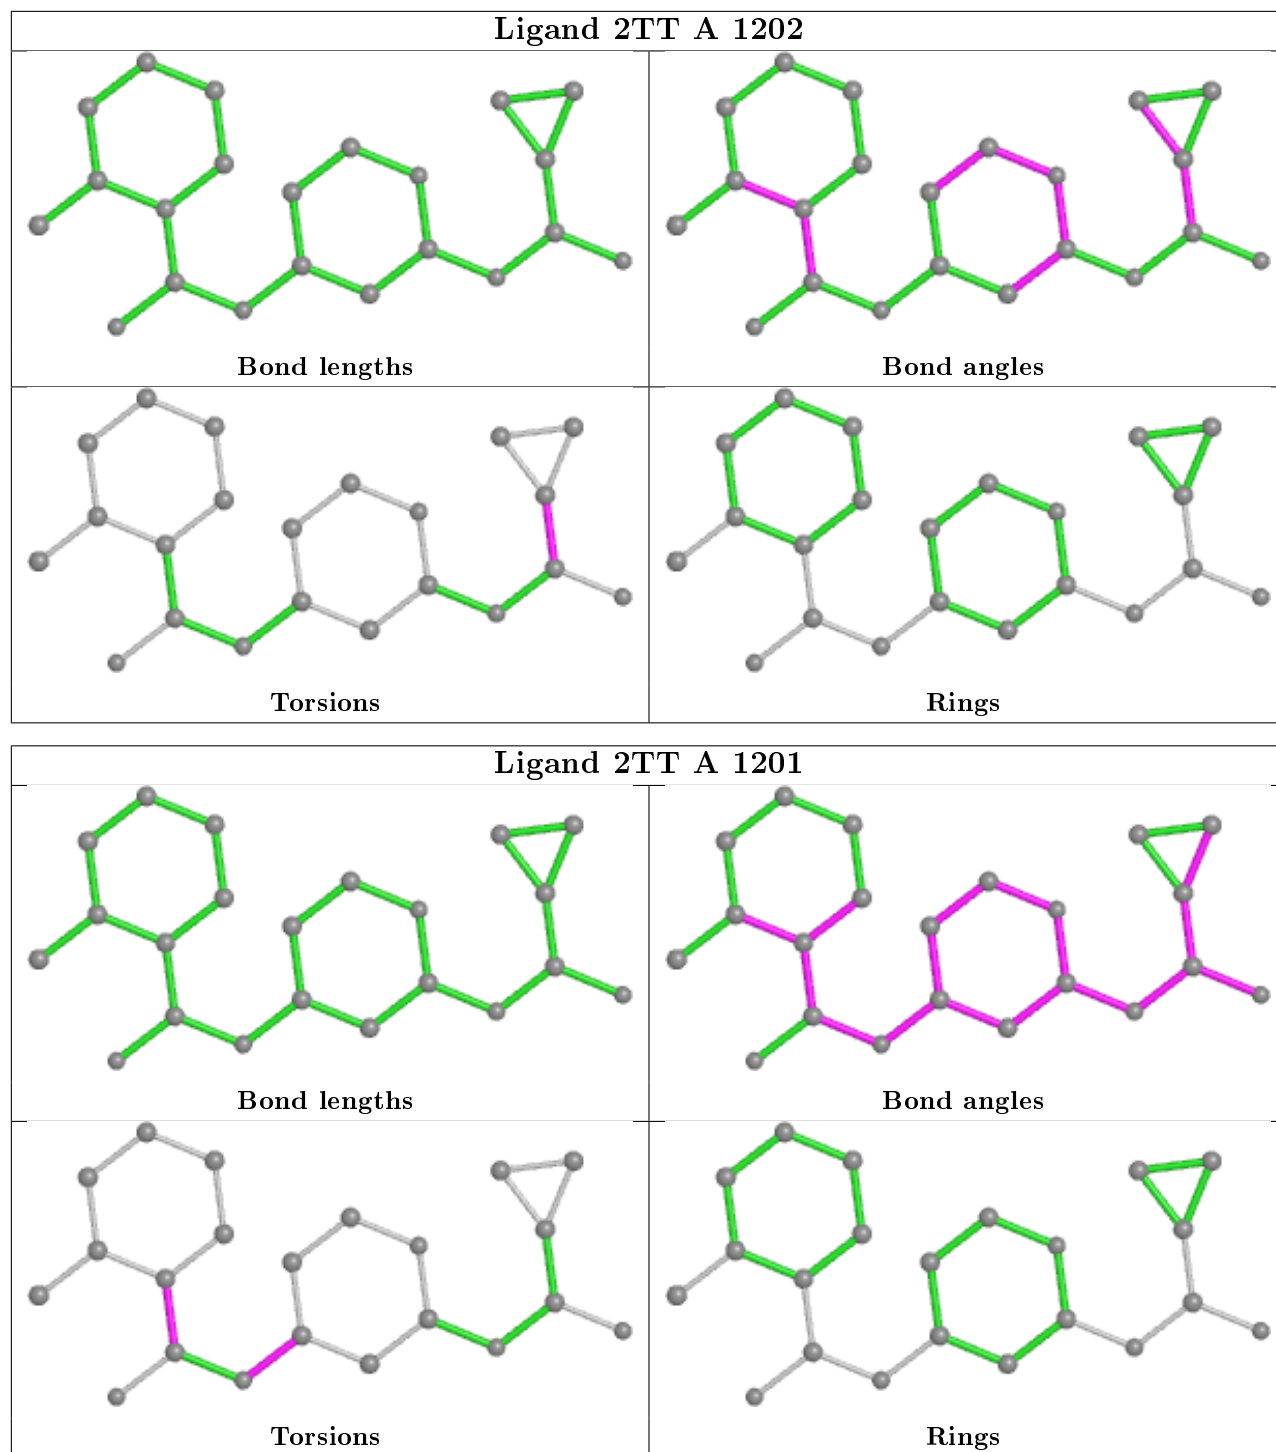 Ligand 2TT A 1202
Bond lengths
Bond angles
Torsions
Rings
Ligand 2TT A 1201
Bond lengths
Bond angles
Torsions
Rings